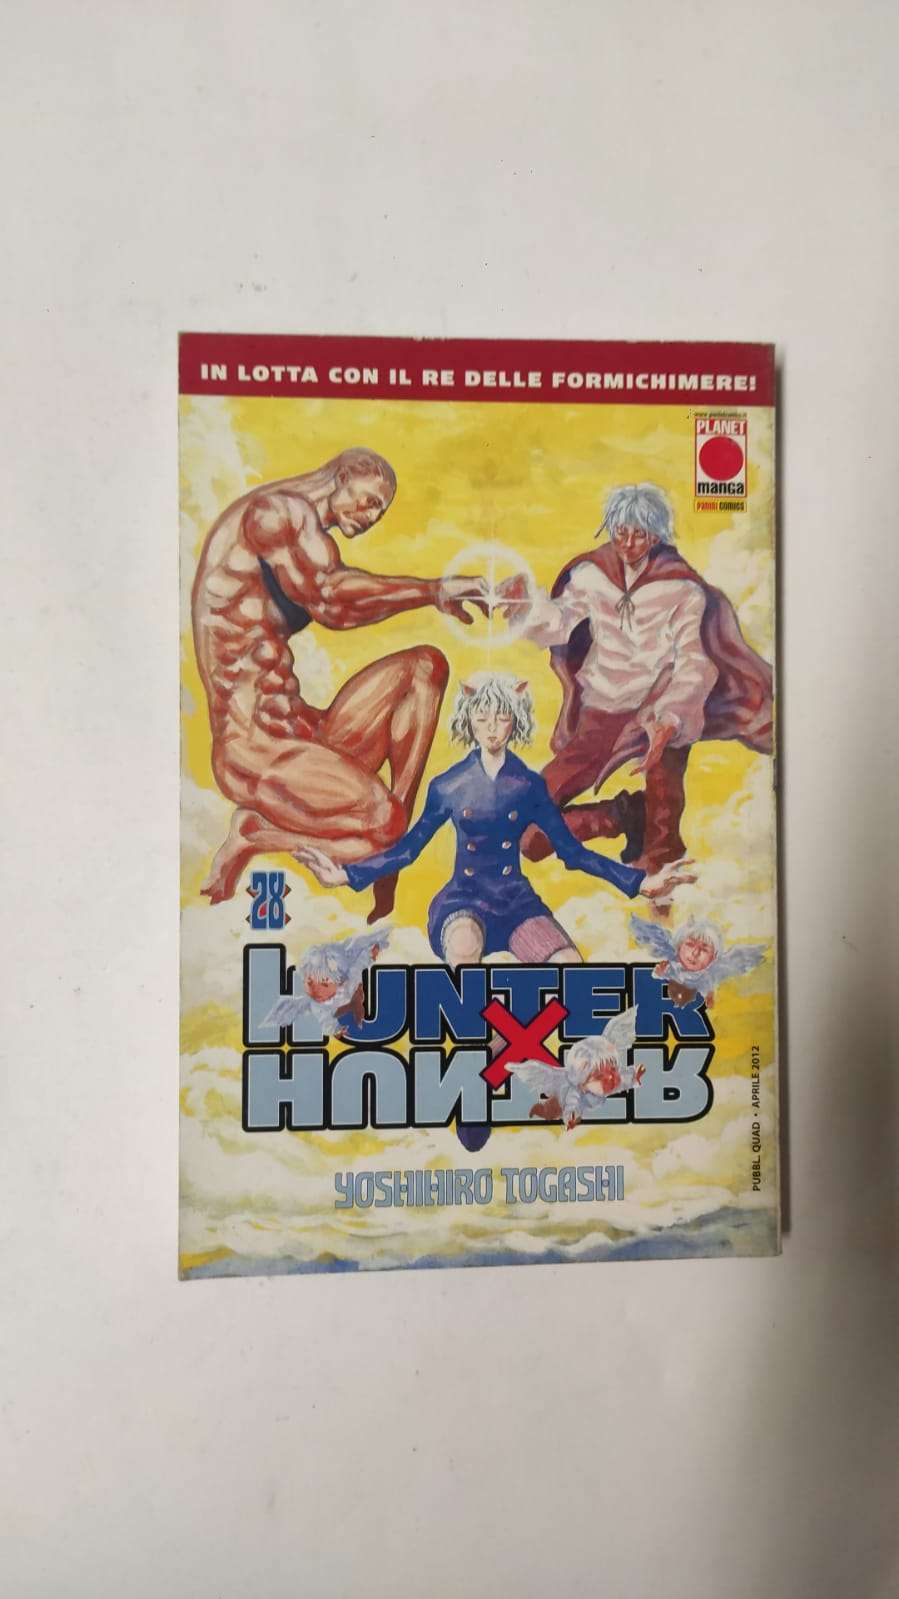 IN LOTTA CON IL RE DELLE FORMICHIMERE!
PLANET
manga
PANINI COMICS
28
HUNTER
X
HUNTER
YOSHIHIRO TOGASHI
PUBBL. QUAD • APRILE 2012